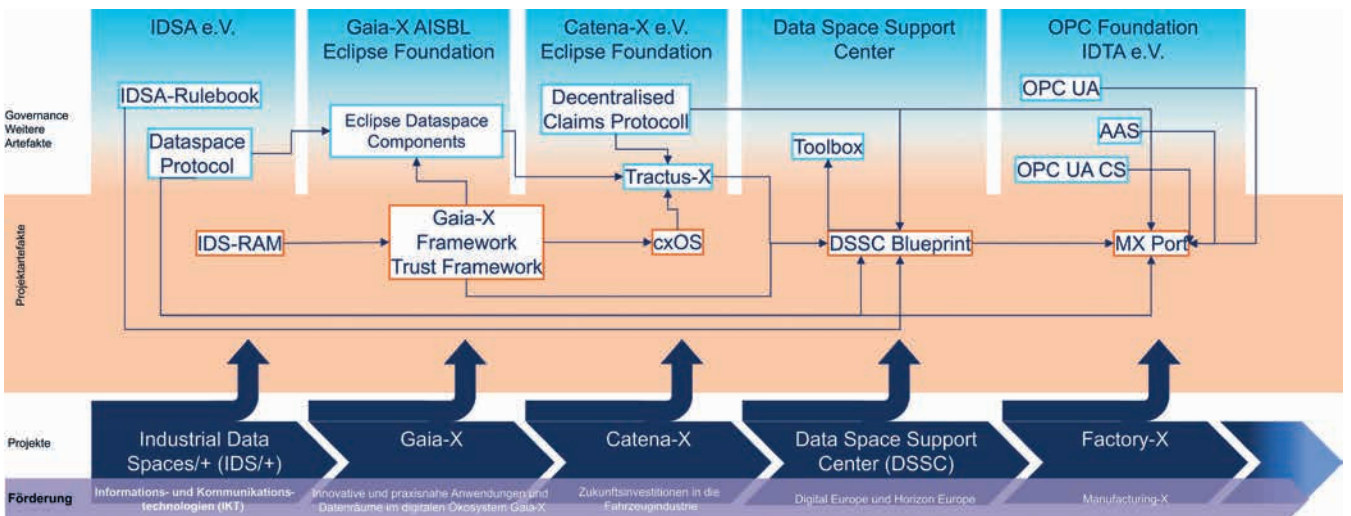 IDSA e.V.
Gaia-X AISBL
Eclipse Foundation
Catena-X e.V.
Eclipse Foundation
Data Space Support
Center
OPC Foundation
IDTA e.V.
Governance
Weitere
Artefakte
IDSA-Rulebook
Dataspace
Protocol
Eclipse Dataspace
Components
Decentralised
Claims Protocoll
Tractus-X
Toolbox
OPC UA
AAS
OPC UA CS
Projektartefakte
IDS-RAM
Gaia-X
Framework
Trust Framework
cxOS
DSSC Blueprint
MX Port
Projekte
Industrial Data
Spaces/+ (IDS/+)
Gaia-X
Catena-X
Data Space Support
Center (DSSC)
Factory-X
Förderung
Informations- und Kommunikations-
technologien (IKT)
Innovative und praxisnahe Anwendungen und
Datenräume im digitalen Ökosystem Gaia-X
Zukunftsinvestitionen in die
Fahrzeugindustrie
Digital Europe und Horizon Europe
Manufacturing-X